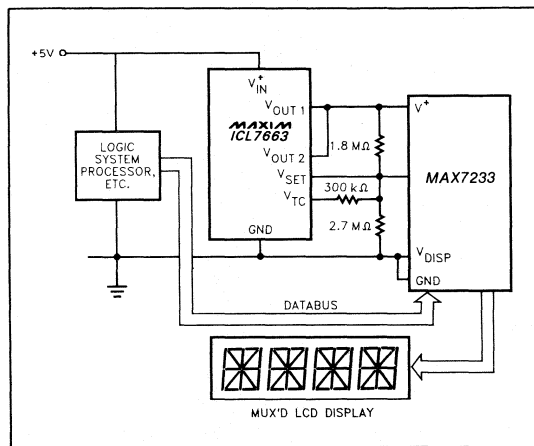 +5V
V+IN
VOUT 1
V+
MAXIM
ICL7663
1.8 MΩ
LOGIC
SYSTEM
PROCESSOR,
ETC.
VOUT 2
VSET
MAX7233
300 kΩ
VTC
2.7 MΩ
GND
VDISP
GND
DATABUS
MUX'D LCD DISPLAY